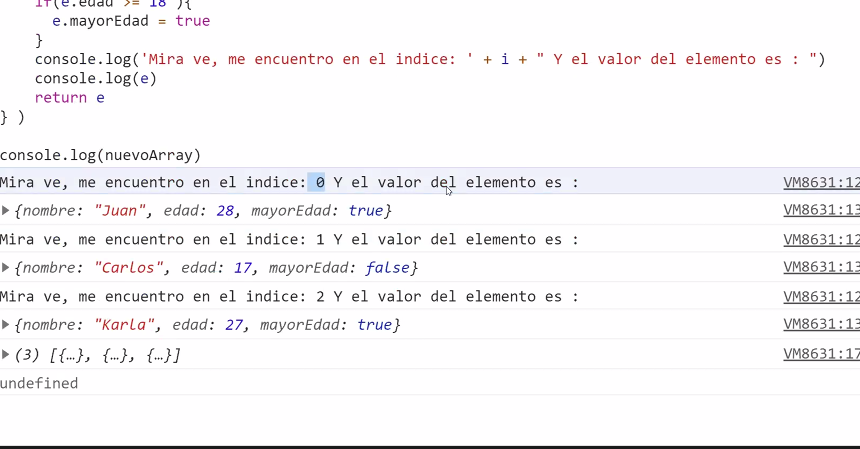 if(e.edad >= 18 ){
e.mayorEdad = true
}
console.log('Mira ve, me encuentro en el indice: ' + i + " Y el valor del elemento es : ")
console.log(e)
return e
} )
console.log(nuevoArray)
Mira ve, me encuentro en el indice: 0 Y el valor del elemento es : VM8631:12
{nombre: "Juan", edad: 28, mayorEdad: true} VM8631:13
Mira ve, me encuentro en el indice: 1 Y el valor del elemento es : VM8631:12
{nombre: "Carlos", edad: 17, mayorEdad: false} VM8631:13
Mira ve, me encuentro en el indice: 2 Y el valor del elemento es : VM8631:12
{nombre: "Karla", edad: 27, mayorEdad: true} VM8631:13
(3) [{…}, {…}, {…}] VM8631:17
undefined